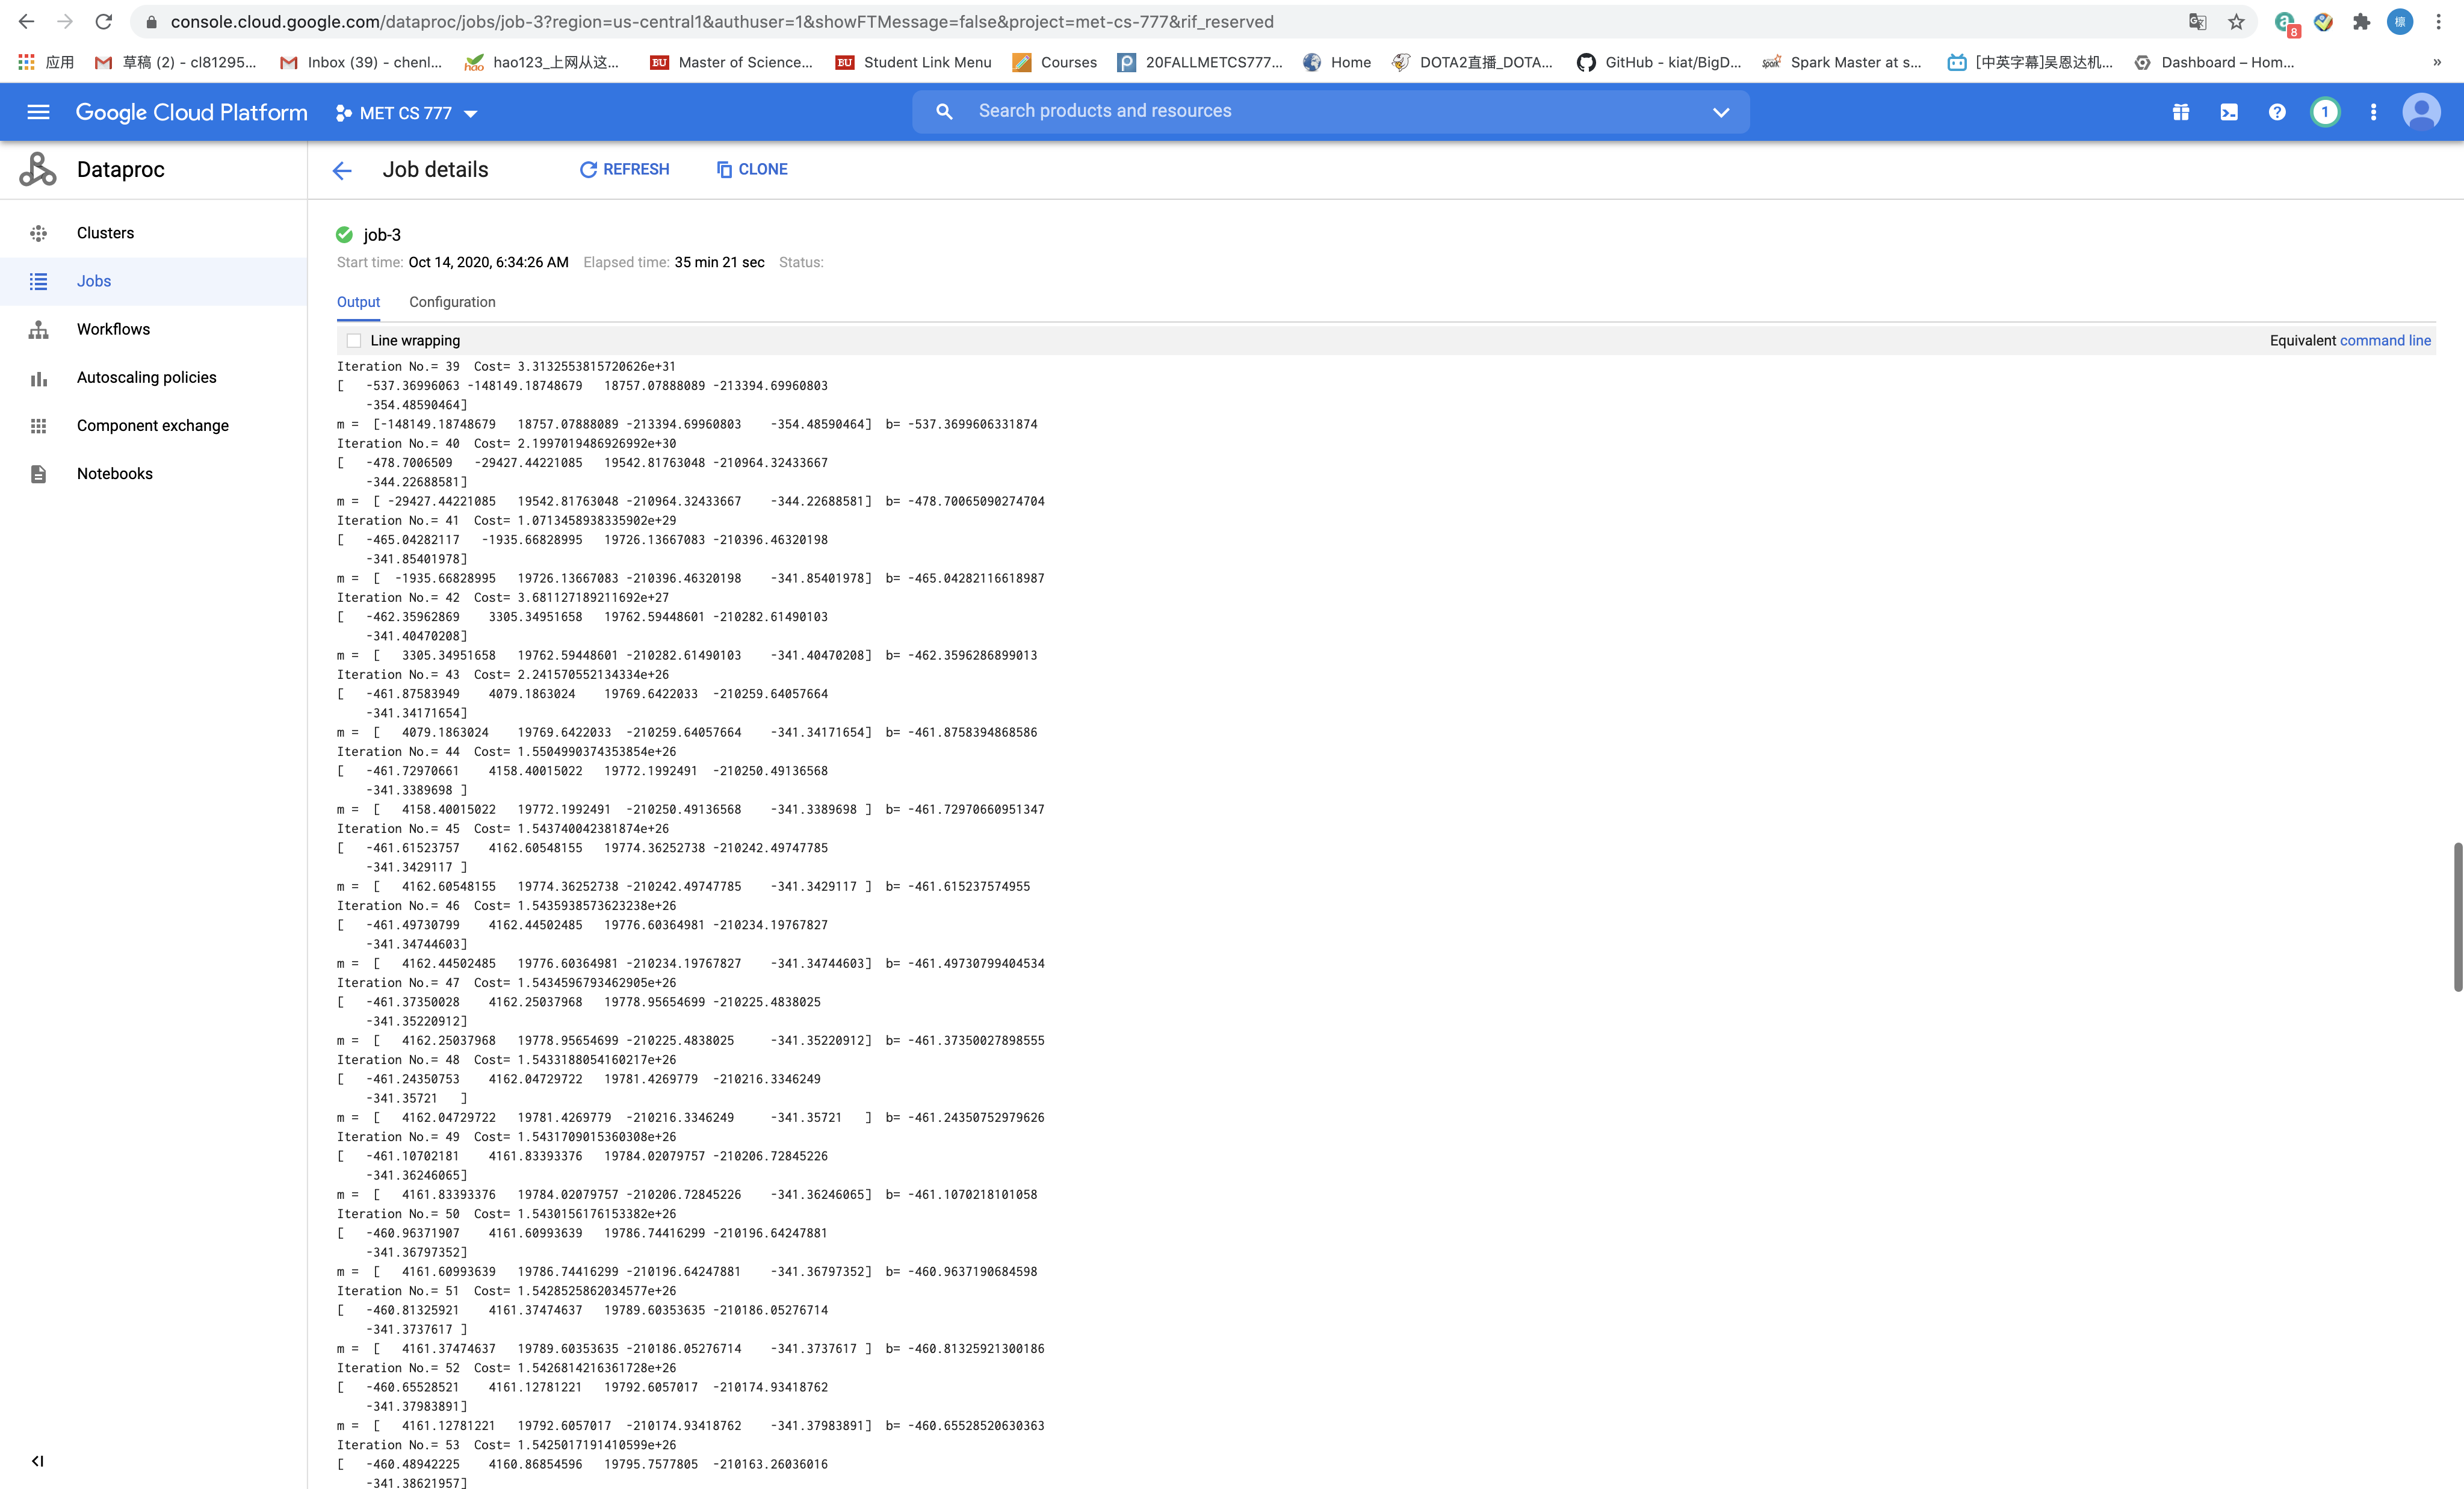 console.cloud.google.com/dataproc/jobs/job-3?region=us-central1&authuser=1&showFTMessage=false&project=met-cs-777&rif_reserved
8
檩
应用 草稿 (2) - cl81295... Inbox (39) - chenl... hao123_上网从这... Master of Science... Student Link Menu Courses 20FALLMETCS777... Home DOTA2直播_DOTA... GitHub - kiat/BigD... Spark Master at s... [中英字幕]吴恩达机... Dashboard – Hom... »
Google Cloud Platform MET CS 777 Search products and resources 1
Dataproc
Job details REFRESH CLONE
Clusters
Jobs
Workflows
Autoscaling policies
Component exchange
Notebooks
job-3
Start time: Oct 14, 2020, 6:34:26 AM Elapsed time: 35 min 21 sec Status:
Output Configuration
Line wrapping Equivalent command line
Iteration No.= 39 Cost= 3.3132553815720626e+31
[ -537.36996063 -148149.18748679 18757.07888089 -213394.69960803
-354.48590464]
m = [-148149.18748679 18757.07888089 -213394.69960803 -354.48590464] b= -537.3699606331874
Iteration No.= 40 Cost= 2.1997019486926992e+30
[ -478.7006509 -29427.44221085 19542.81763048 -210964.32433667
-344.22688581]
m = [ -29427.44221085 19542.81763048 -210964.32433667 -344.22688581] b= -478.70065090274704
Iteration No.= 41 Cost= 1.0713458938335902e+29
[ -465.04282117 -1935.66828995 19726.13667083 -210396.46320198
-341.85401978]
m = [ -1935.66828995 19726.13667083 -210396.46320198 -341.85401978] b= -465.04282116618987
Iteration No.= 42 Cost= 3.681127189211692e+27
[ -462.35962869 3305.34951658 19762.59448601 -210282.61490103
-341.40470208]
m = [ 3305.34951658 19762.59448601 -210282.61490103 -341.40470208] b= -462.3596286899013
Iteration No.= 43 Cost= 2.241570552134334e+26
[ -461.87583949 4079.1863024 19769.6422033 -210259.64057664
-341.34171654]
m = [ 4079.1863024 19769.6422033 -210259.64057664 -341.34171654] b= -461.8758394868586
Iteration No.= 44 Cost= 1.5504990374353854e+26
[ -461.72970661 4158.40015022 19772.1992491 -210250.49136568
-341.3389698 ]
m = [ 4158.40015022 19772.1992491 -210250.49136568 -341.3389698 ] b= -461.72970660951347
Iteration No.= 45 Cost= 1.543740042381874e+26
[ -461.61523757 4162.60548155 19774.36252738 -210242.49747785
-341.3429117 ]
m = [ 4162.60548155 19774.36252738 -210242.49747785 -341.3429117 ] b= -461.615237574955
Iteration No.= 46 Cost= 1.5435938573623238e+26
[ -461.49730799 4162.44502485 19776.60364981 -210234.19767827
-341.34744603]
m = [ 4162.44502485 19776.60364981 -210234.19767827 -341.34744603] b= -461.49730799404534
Iteration No.= 47 Cost= 1.5434596793462905e+26
[ -461.37350028 4162.25037968 19778.95654699 -210225.4838025
-341.35220912]
m = [ 4162.25037968 19778.95654699 -210225.4838025 -341.35220912] b= -461.37350027898555
Iteration No.= 48 Cost= 1.5433188054160217e+26
[ -461.24350753 4162.04729722 19781.4269779 -210216.3346249
-341.35721 ]
m = [ 4162.04729722 19781.4269779 -210216.3346249 -341.35721 ] b= -461.24350752979626
Iteration No.= 49 Cost= 1.5431709015360308e+26
[ -461.10702181 4161.83393376 19784.02079757 -210206.72845226
-341.36246065]
m = [ 4161.83393376 19784.02079757 -210206.72845226 -341.36246065] b= -461.1070218101058
Iteration No.= 50 Cost= 1.5430156176153382e+26
[ -460.96371907 4161.60993639 19786.74416299 -210196.64247881
-341.36797352]
m = [ 4161.60993639 19786.74416299 -210196.64247881 -341.36797352] b= -460.9637190684598
Iteration No.= 51 Cost= 1.5428525862034577e+26
[ -460.81325921 4161.37474637 19789.60353635 -210186.05276714
-341.3737617 ]
m = [ 4161.37474637 19789.60353635 -210186.05276714 -341.3737617 ] b= -460.81325921300186
Iteration No.= 52 Cost= 1.5426814216361728e+26
[ -460.65528521 4161.12781221 19792.6057017 -210174.93418762
-341.37983891]
m = [ 4161.12781221 19792.6057017 -210174.93418762 -341.37983891] b= -460.65528520630363
Iteration No.= 53 Cost= 1.5425017191410599e+26
[ -460.48942225 4160.86854596 19795.7577805 -210163.26036016
-341.38621957]